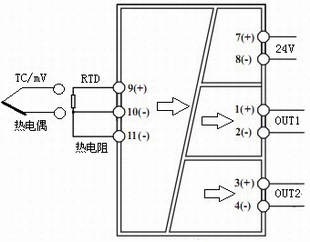 TC/mV
热电偶
RTD
热电阻
9(+)
10(-)
11(-)
7(+)
8(-)
24V
1(+)
2(-)
OUT1
3(+)
4(-)
OUT2